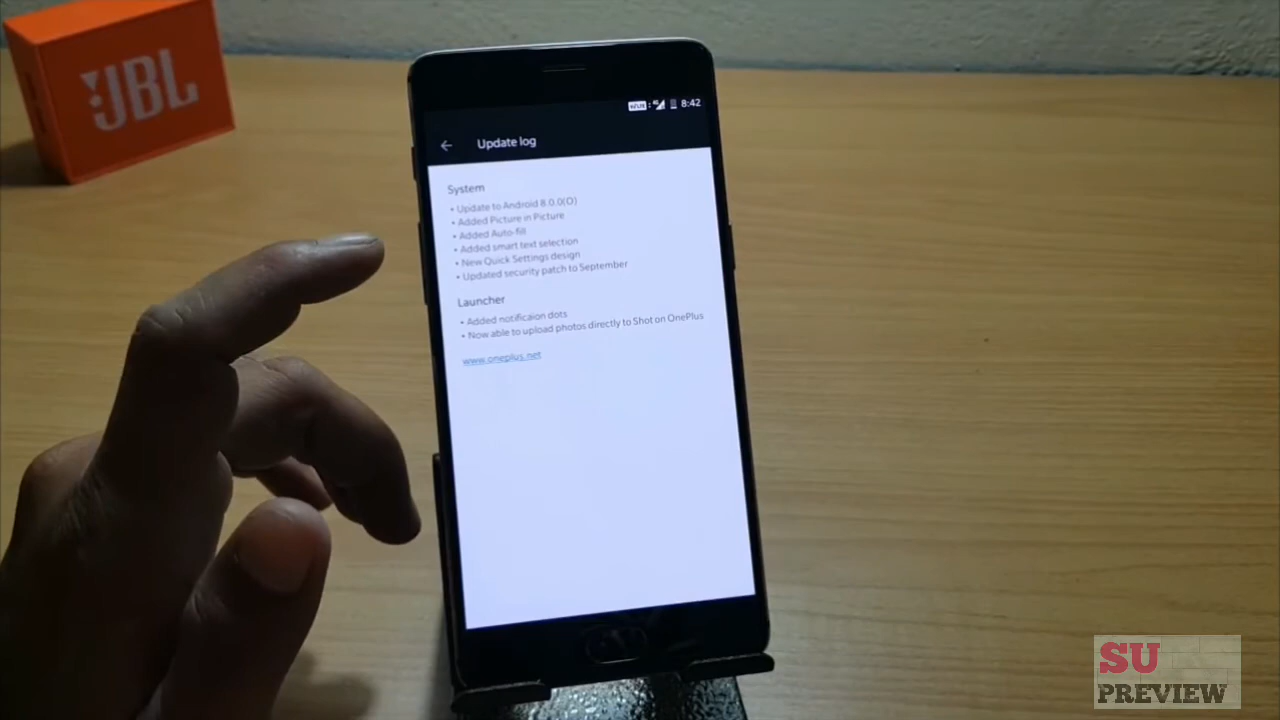 JBL
8:42
Update log
System
• Update to Android 8.0.0(O)
• Added Picture in Picture
• Added Auto-fill
• Added smart text selection
• New Quick Settings design
• Updated security patch to September
Launcher
• Added notificaion dots
• Now able to upload photos directly to Shot on OnePlus
www.oneplus.net
SU
PREVIEW